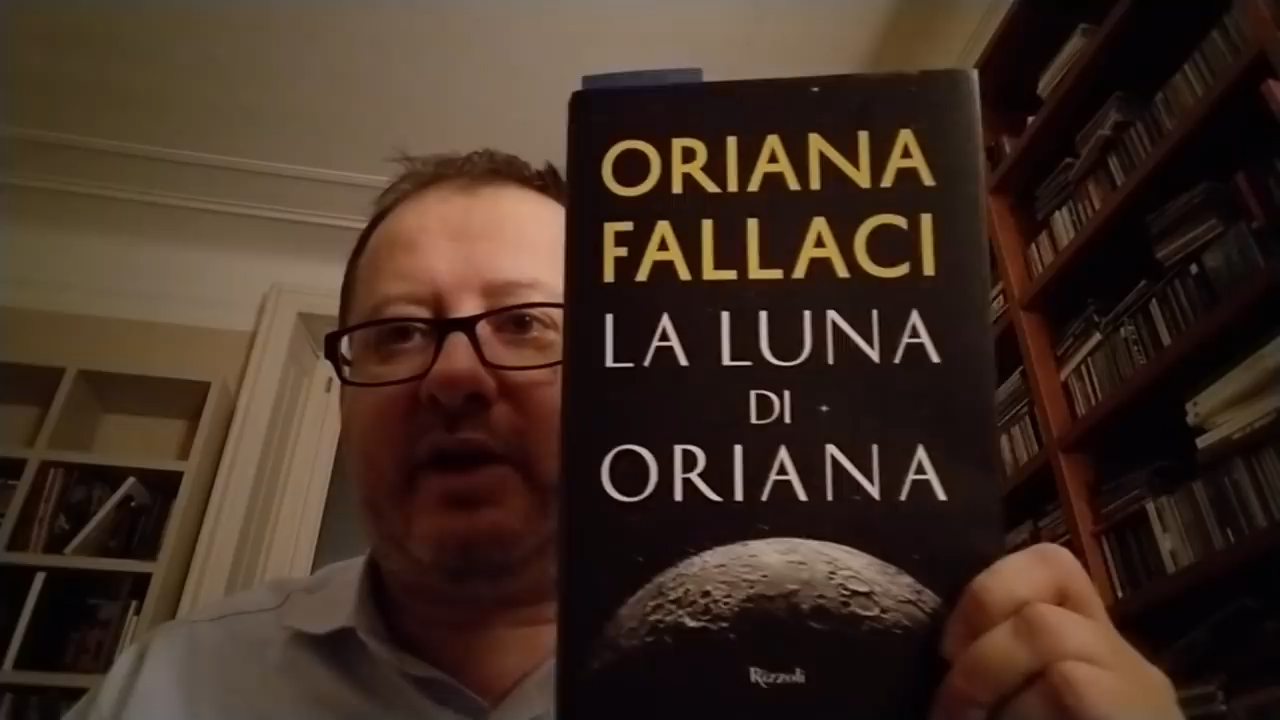 ORIANA
FALLACI
LA LUNA
DI
ORIANA
Rizzoli